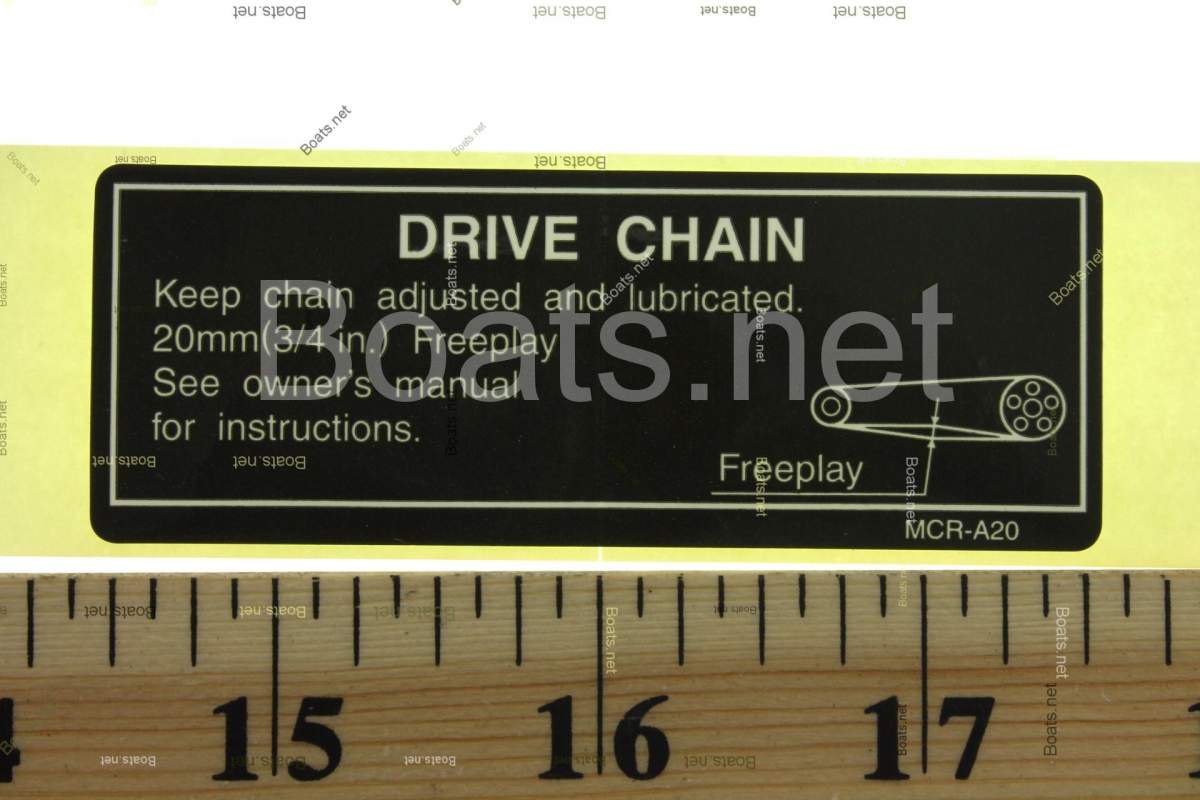 DRIVE CHAIN
Keep chain adjusted and lubricated.
20mm(3/4 in.) Freeplay
See owner's manual
for instructions.
Freeplay
MCR-A20
Boats.net
15 16 17